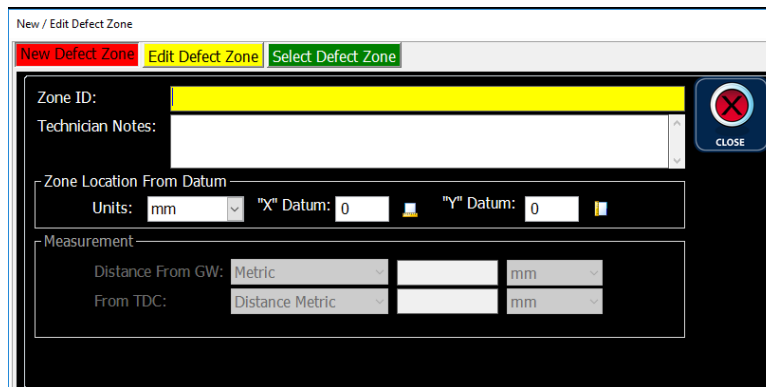 New / Edit Defect Zone
New Defect Zone Edit Defect Zone Select Defect Zone
Zone ID:
Technician Notes:
CLOSE
Zone Location From Datum
Units: mm "X" Datum: 0 "Y" Datum: 0
Measurement
Distance From GW: Metric mm
From TDC: Distance Metric mm